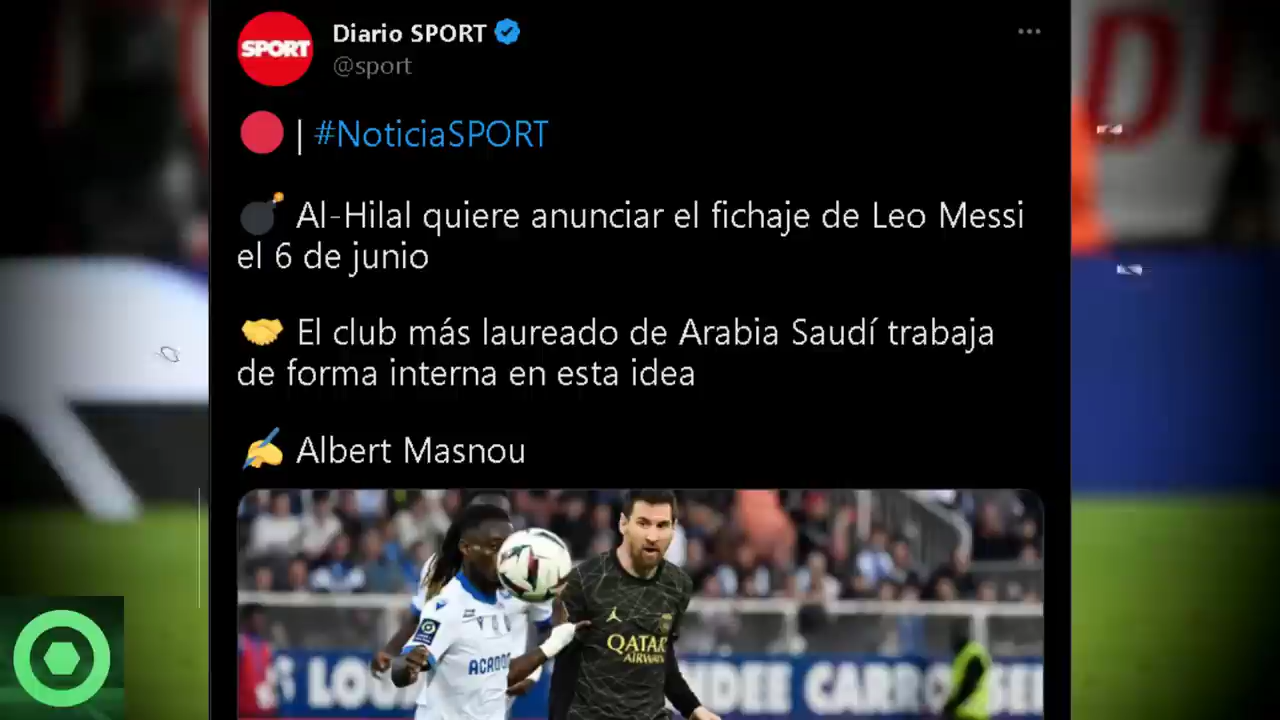 SPORT
Diario SPORT
@sport
| #NoticiaSPORT
Al-Hilal quiere anunciar el fichaje de Leo Messi
el 6 de junio
El club más laureado de Arabia Saudí trabaja
de forma interna en esta idea
Albert Masnou
QATAR
AIRWAYS